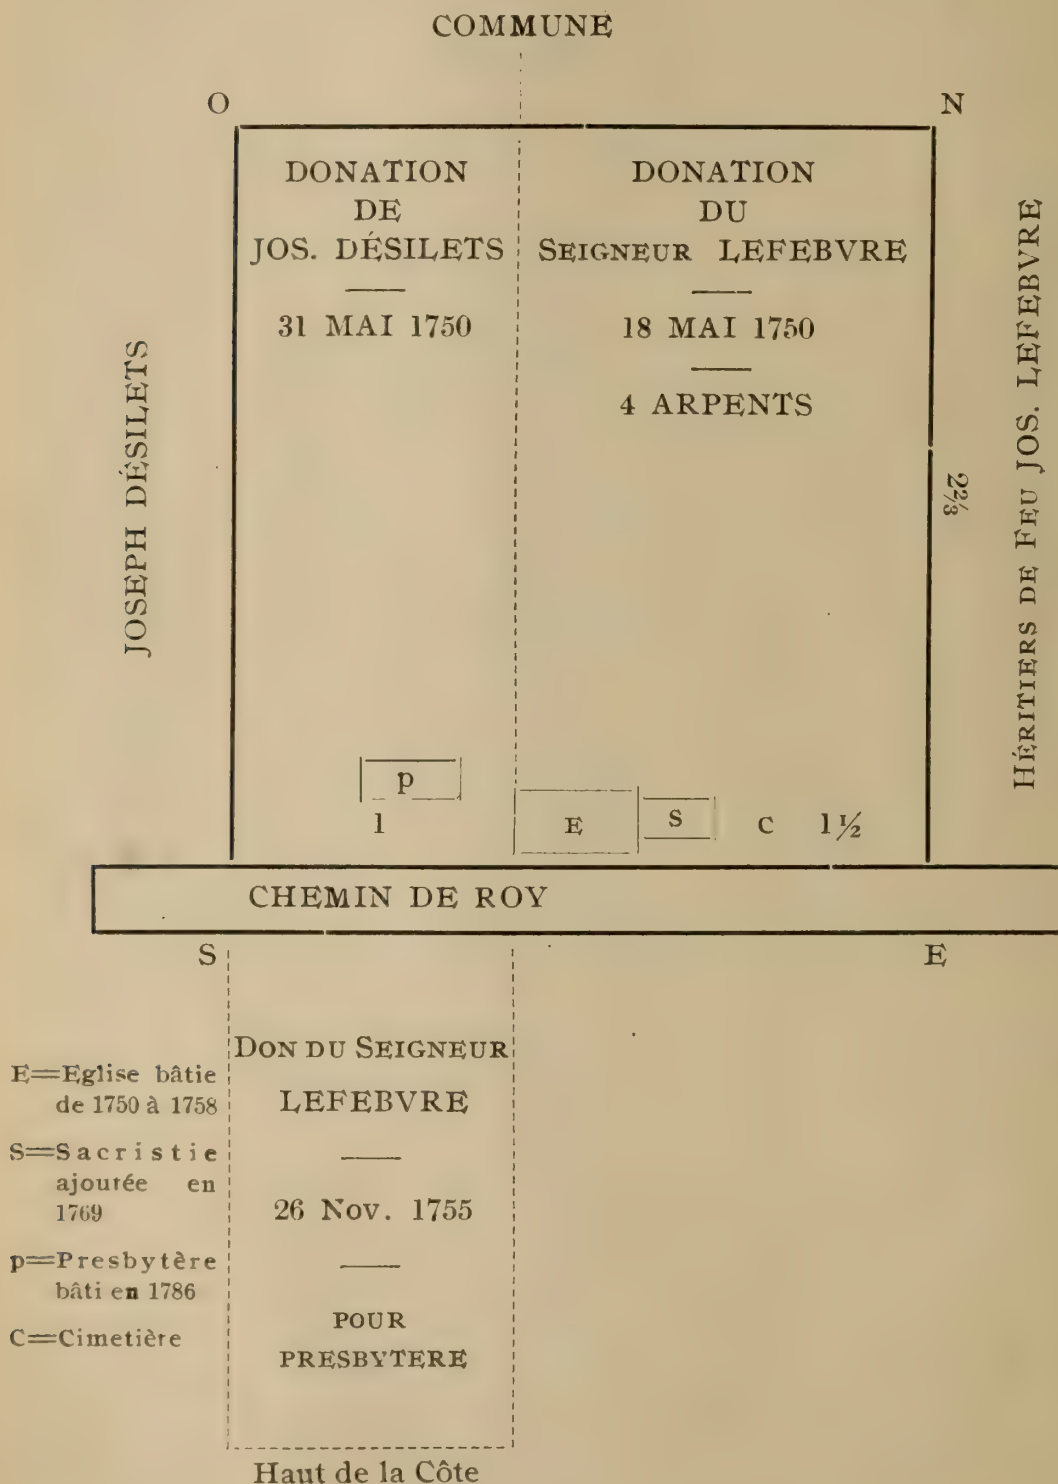 COMMUNE
O
N
DONATION
DE
JOS. DÉSILETS
31 MAI 1750
DONATION
DU
SEIGNEUR LEFEBVRE
18 MAI 1750
4 ARPENTS
JOSEPH DÉSILETS
2⅔
HÉRITIERS DE FEU JOS. LEFEBVRE
p
1
E
S
C
1½
CHEMIN DE ROY
S
E
DON DU SEIGNEUR
LEFEBVRE
26 Nov. 1755
POUR
PRESBYTERE
Haut de la Côte
E=Eglise bâtie
de 1750 à 1758
S=Sacristie
ajoutée en
1769
p=Presbytère
bâti en 1786
C=Cimetière